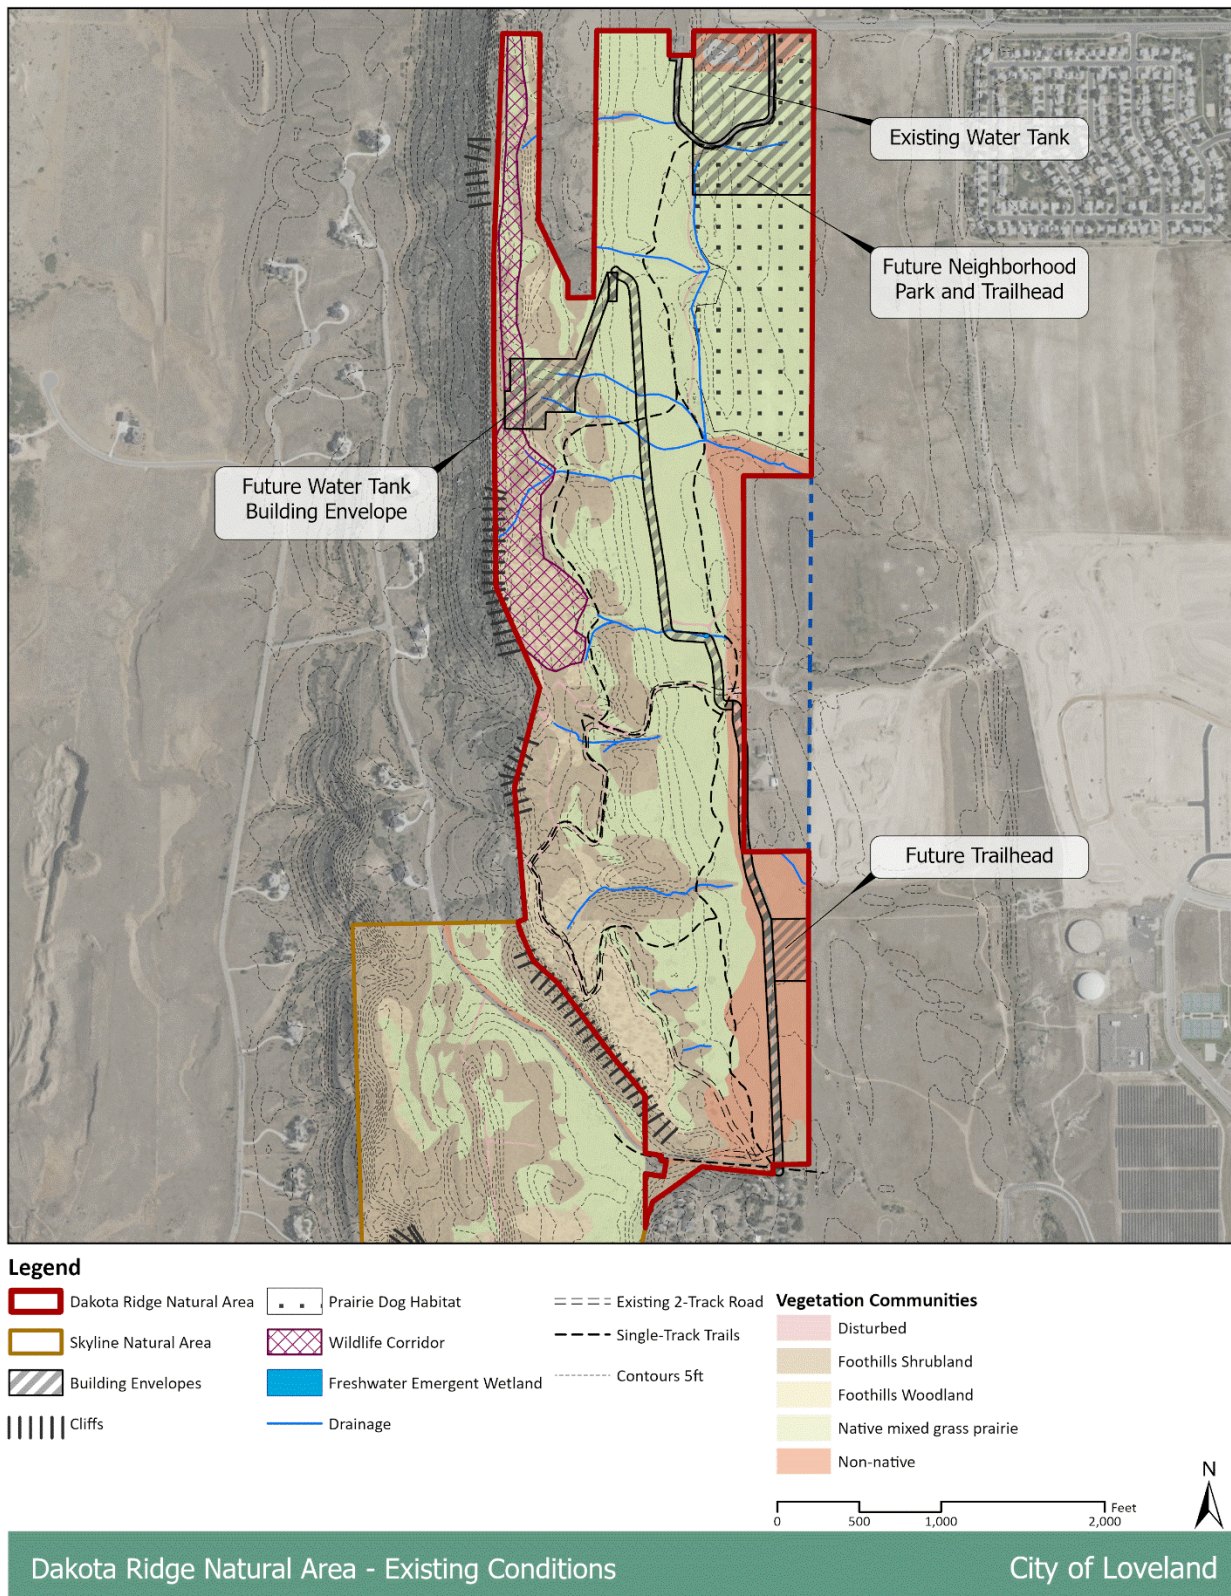 Existing Water Tank
Future Neighborhood
Park and Trailhead
Future Water Tank
Building Envelope
Future Trailhead
Legend
Dakota Ridge Natural Area
Skyline Natural Area
Building Envelopes
Cliffs
Prairie Dog Habitat
Wildlife Corridor
Freshwater Emergent Wetland
Drainage
Existing 2-Track Road
Single-Track Trails
Contours 5ft
Vegetation Communities
Disturbed
Foothills Shrubland
Foothills Woodland
Native mixed grass prairie
Non-native
N
Feet
0 500 1,000 2,000
Dakota Ridge Natural Area - Existing Conditions
City of Loveland